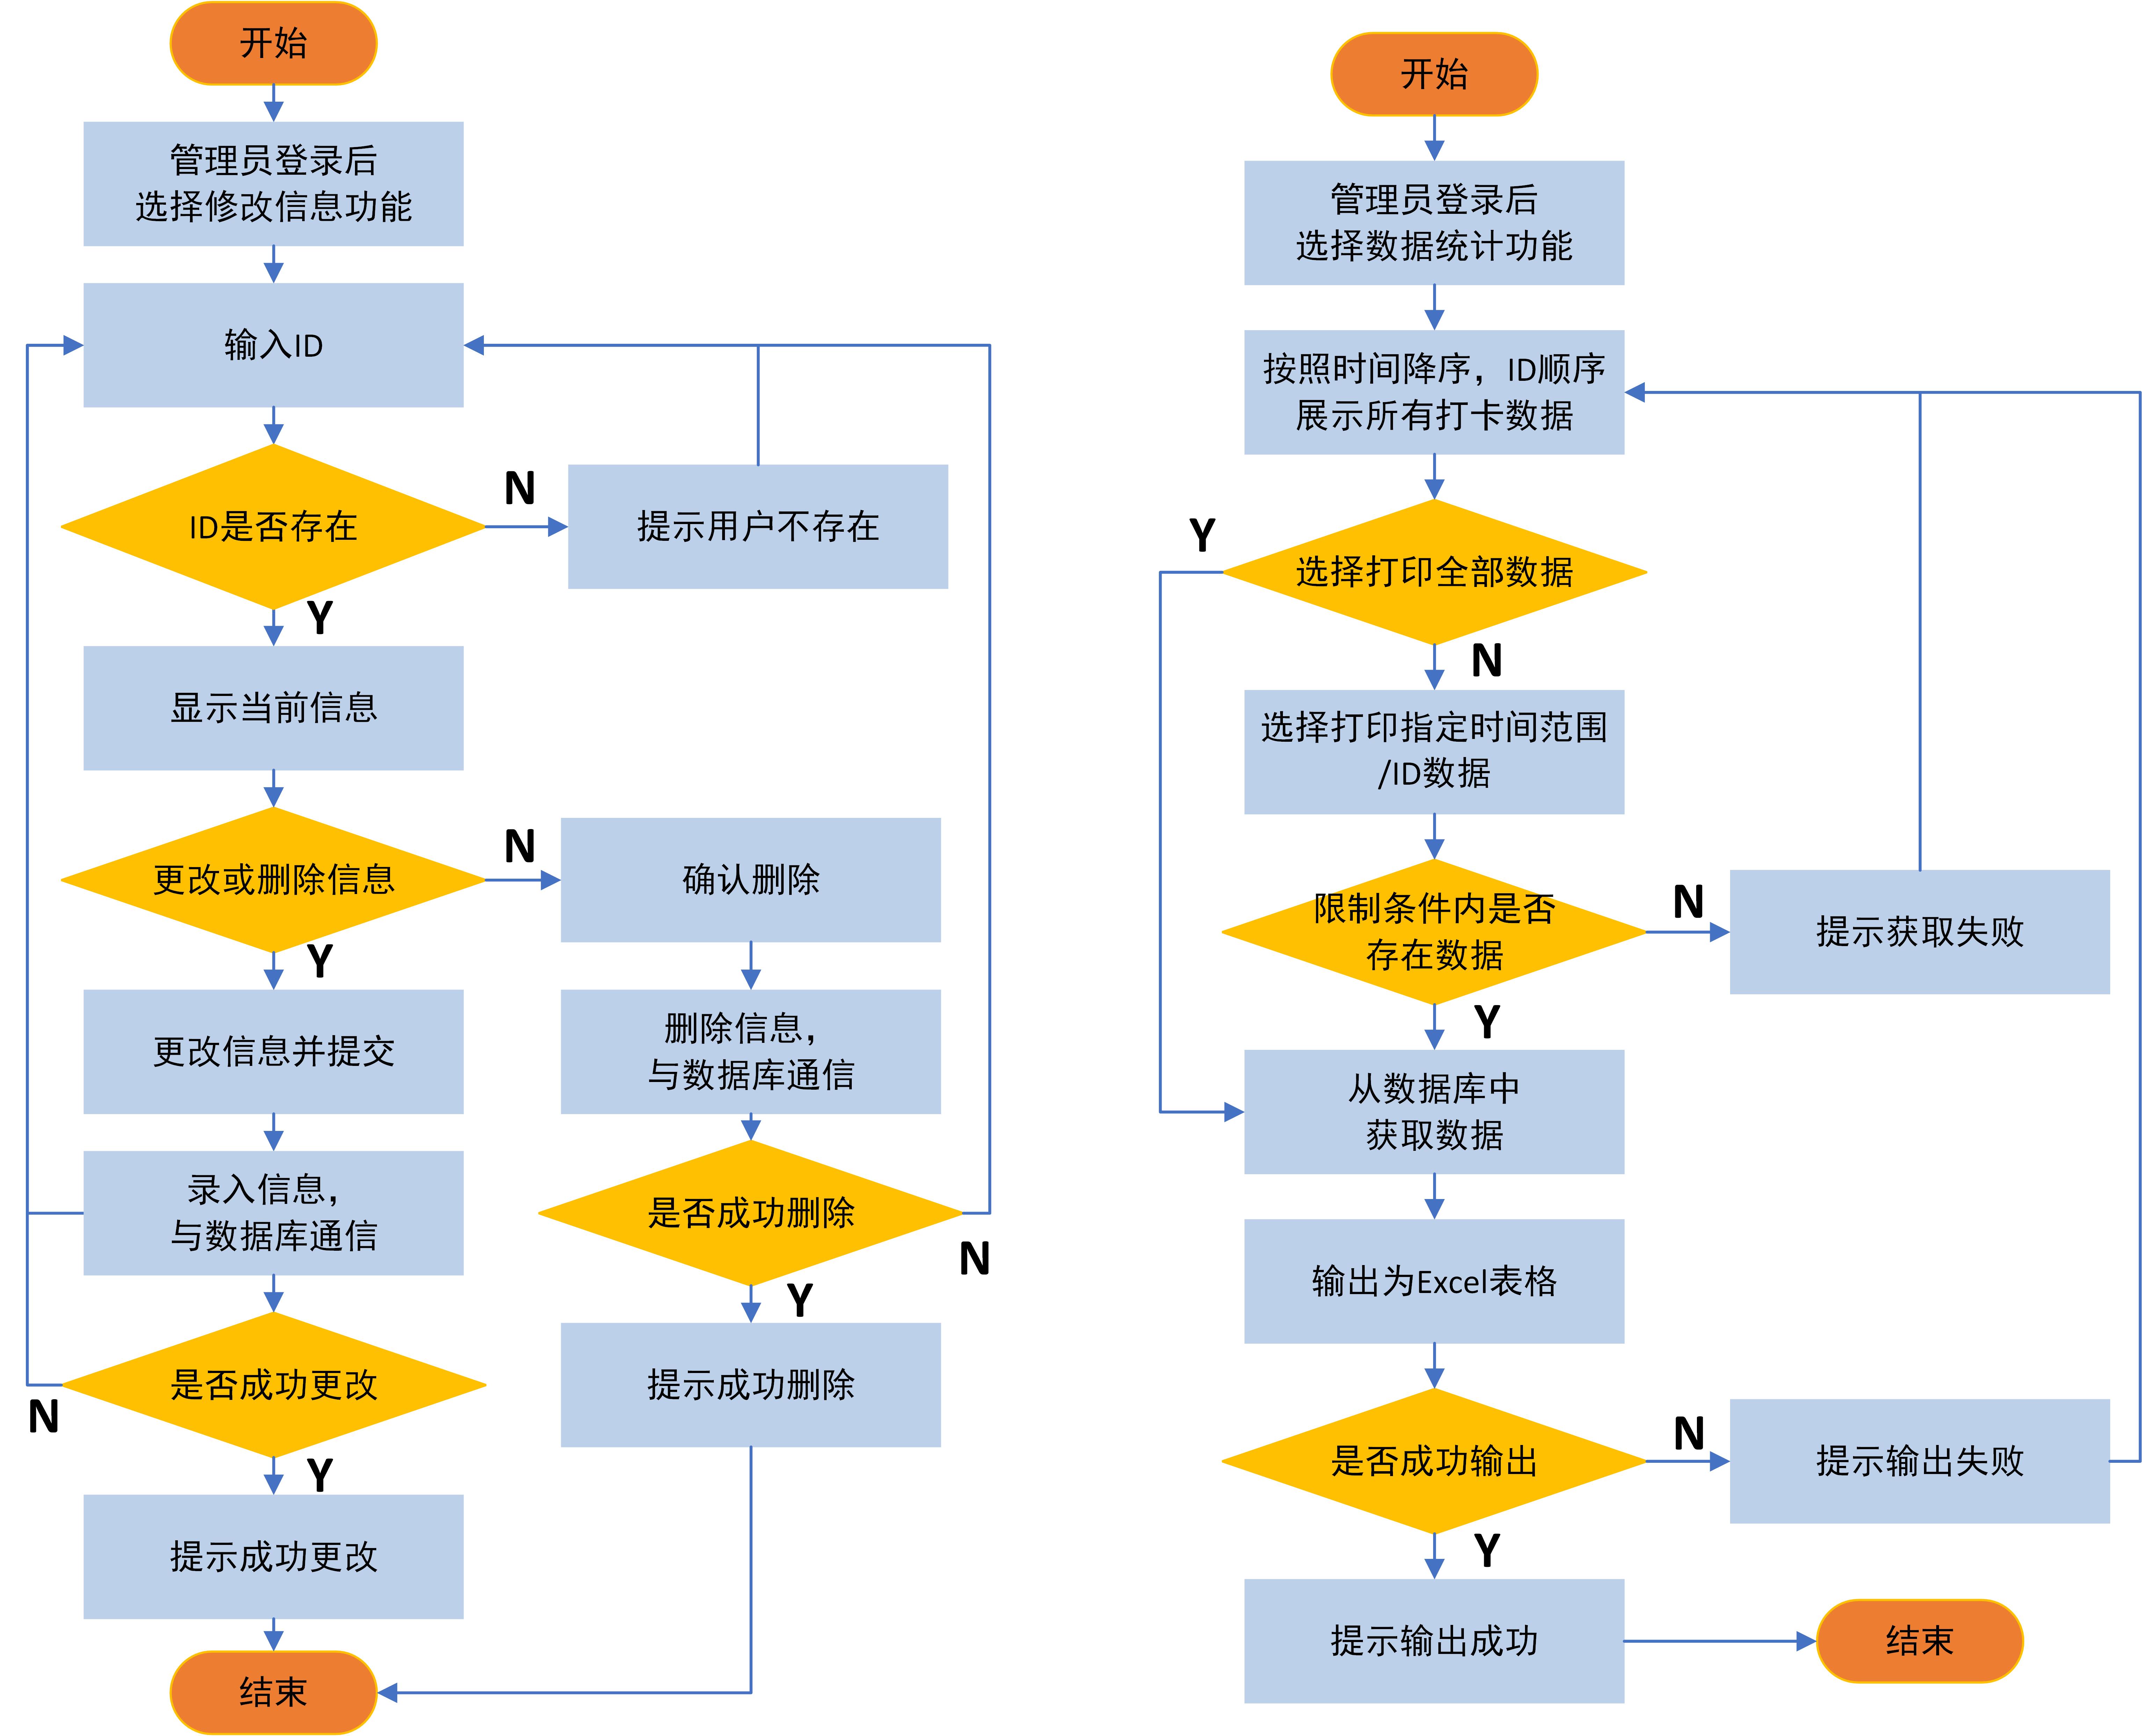 开始
管理员登录后
选择修改信息功能
输入ID
ID是否存在
N
提示用户不存在
Y
显示当前信息
更改或删除信息
N
确认删除
Y
更改信息并提交
删除信息，
与数据库通信
录入信息，
与数据库通信
是否成功删除
N
Y
是否成功更改
N
提示成功删除
Y
提示成功更改
结束
开始
管理员登录后
选择数据统计功能
按照时间降序，ID顺序
展示所有打卡数据
Y
选择打印全部数据
N
选择打印指定时间范围
/ID数据
限制条件内是否
存在数据
N
提示获取失败
Y
从数据库中
获取数据
输出为Excel表格
是否成功输出
N
提示输出失败
Y
提示输出成功
结束